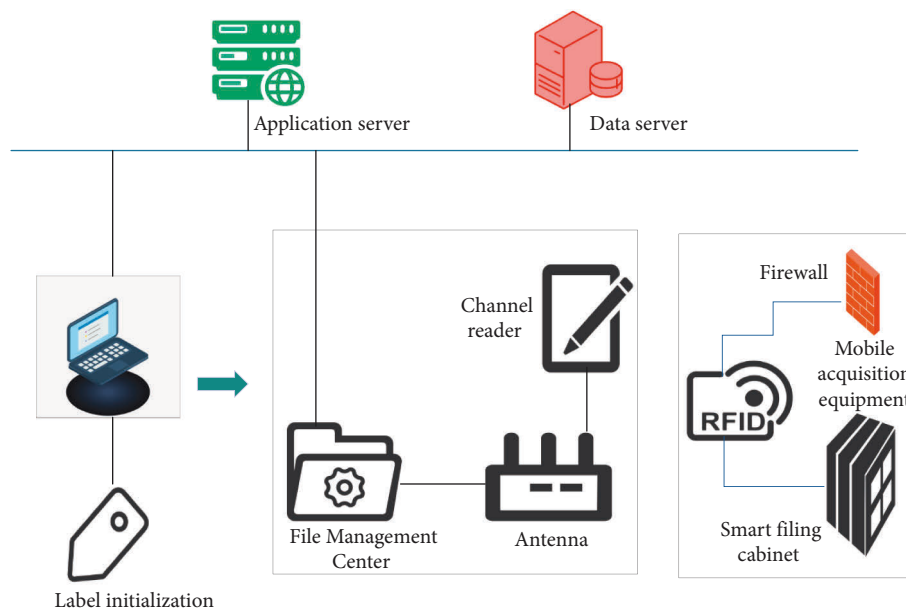 Application server
Data server
Channel
reader
Firewall
Mobile
acquisition
equipment
RFID
File Management
Center
Antenna
Smart filing
cabinet
Label initialization